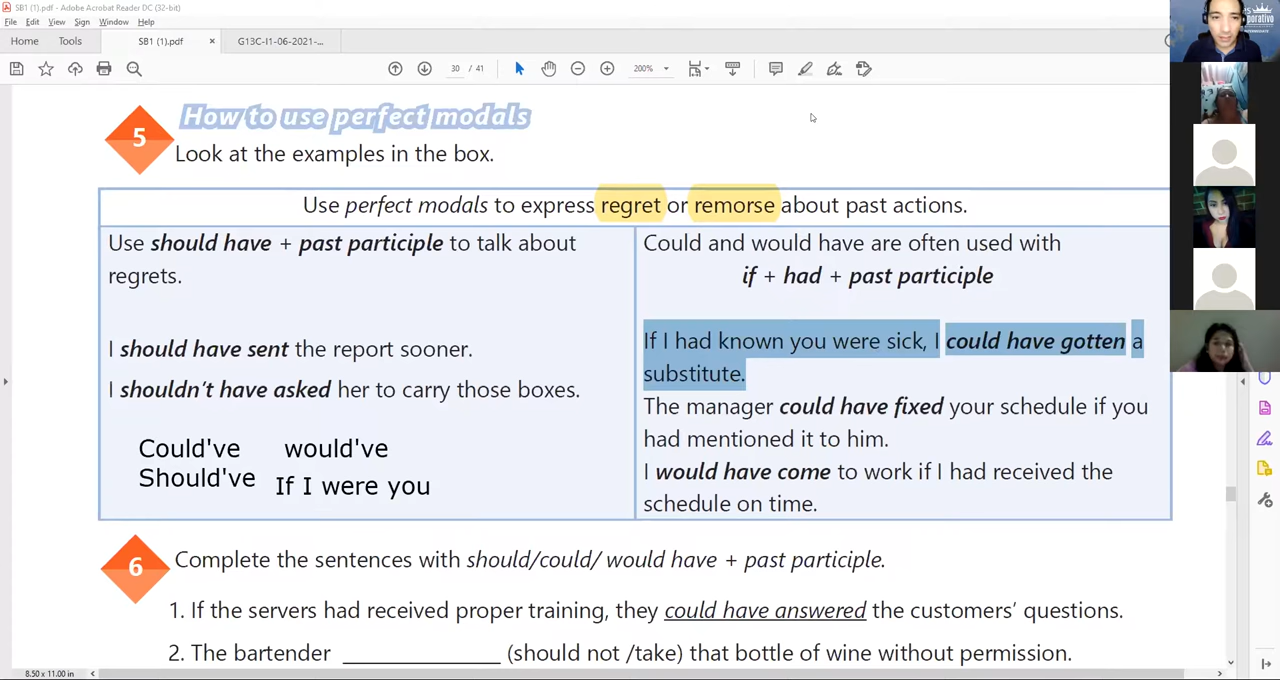 SB1 (1).pdf - Adobe Acrobat Reader DC (32-bit)
File Edit View Sign Window Help
Home Tools SB1 (1).pdf × G13C-I1-06-2021-...
30 / 41 200%
5
How to use perfect modals
Look at the examples in the box.
Use perfect modals to express regret or remorse about past actions.
Use should have + past participle to talk about
regrets.
I should have sent the report sooner.
I shouldn't have asked her to carry those boxes.
Could've would've
Should've If I were you
Could and would have are often used with
if + had + past participle
If I had known you were sick, I could have gotten a
substitute.
The manager could have fixed your schedule if you
had mentioned it to him.
I would have come to work if I had received the
schedule on time.
6
Complete the sentences with should/could/ would have + past participle.
1. If the servers had received proper training, they could have answered the customers' questions.
2. The bartender ______________ (should not /take) that bottle of wine without permission.
8.50 x 11.00 in